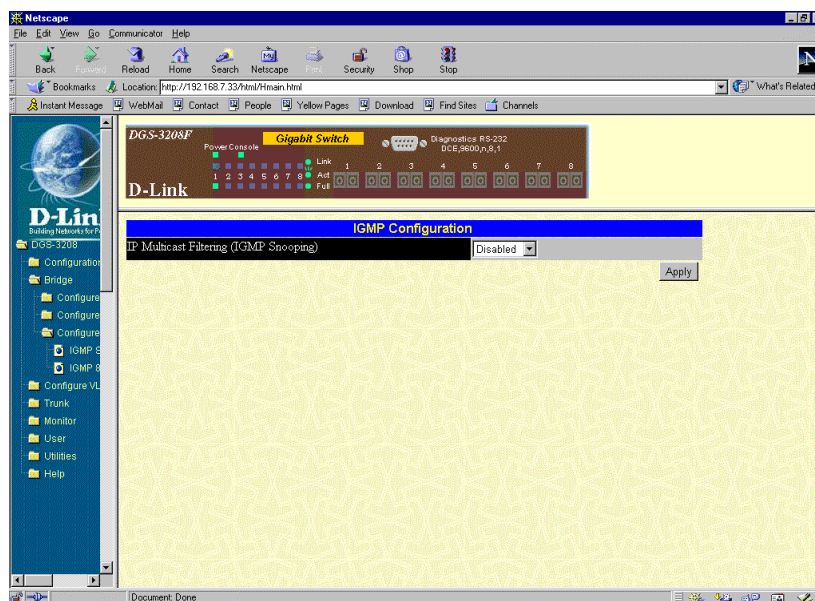 Netscape
File Edit View Go Communicator Help
Back Forward Reload Home Search Netscape Print Security Shop Stop
Bookmarks Location: http://192.168.7.33/html/Hmain.html What's Related
Instant Message WebMail Contact People Yellow Pages Download Find Sites Channels
DGS-3208F
Power Console
Gigabit Switch
Diagnostics RS-232
DCE,9600,n,8,1
Link
Act
Full
1 2 3 4 5 6 7 8
1 2 3 4 5 6 7 8
D-Link
D-Lin
Building Networks for P
DGS-3208
Configuration
Bridge
Configure
Configure
Configure
IGMP S
IGMP 8
Configure VL
Trunk
Monitor
User
Utilities
Help
IGMP Configuration
IP Multicast Filtering (IGMP Snooping) Disabled
Apply
Document: Done